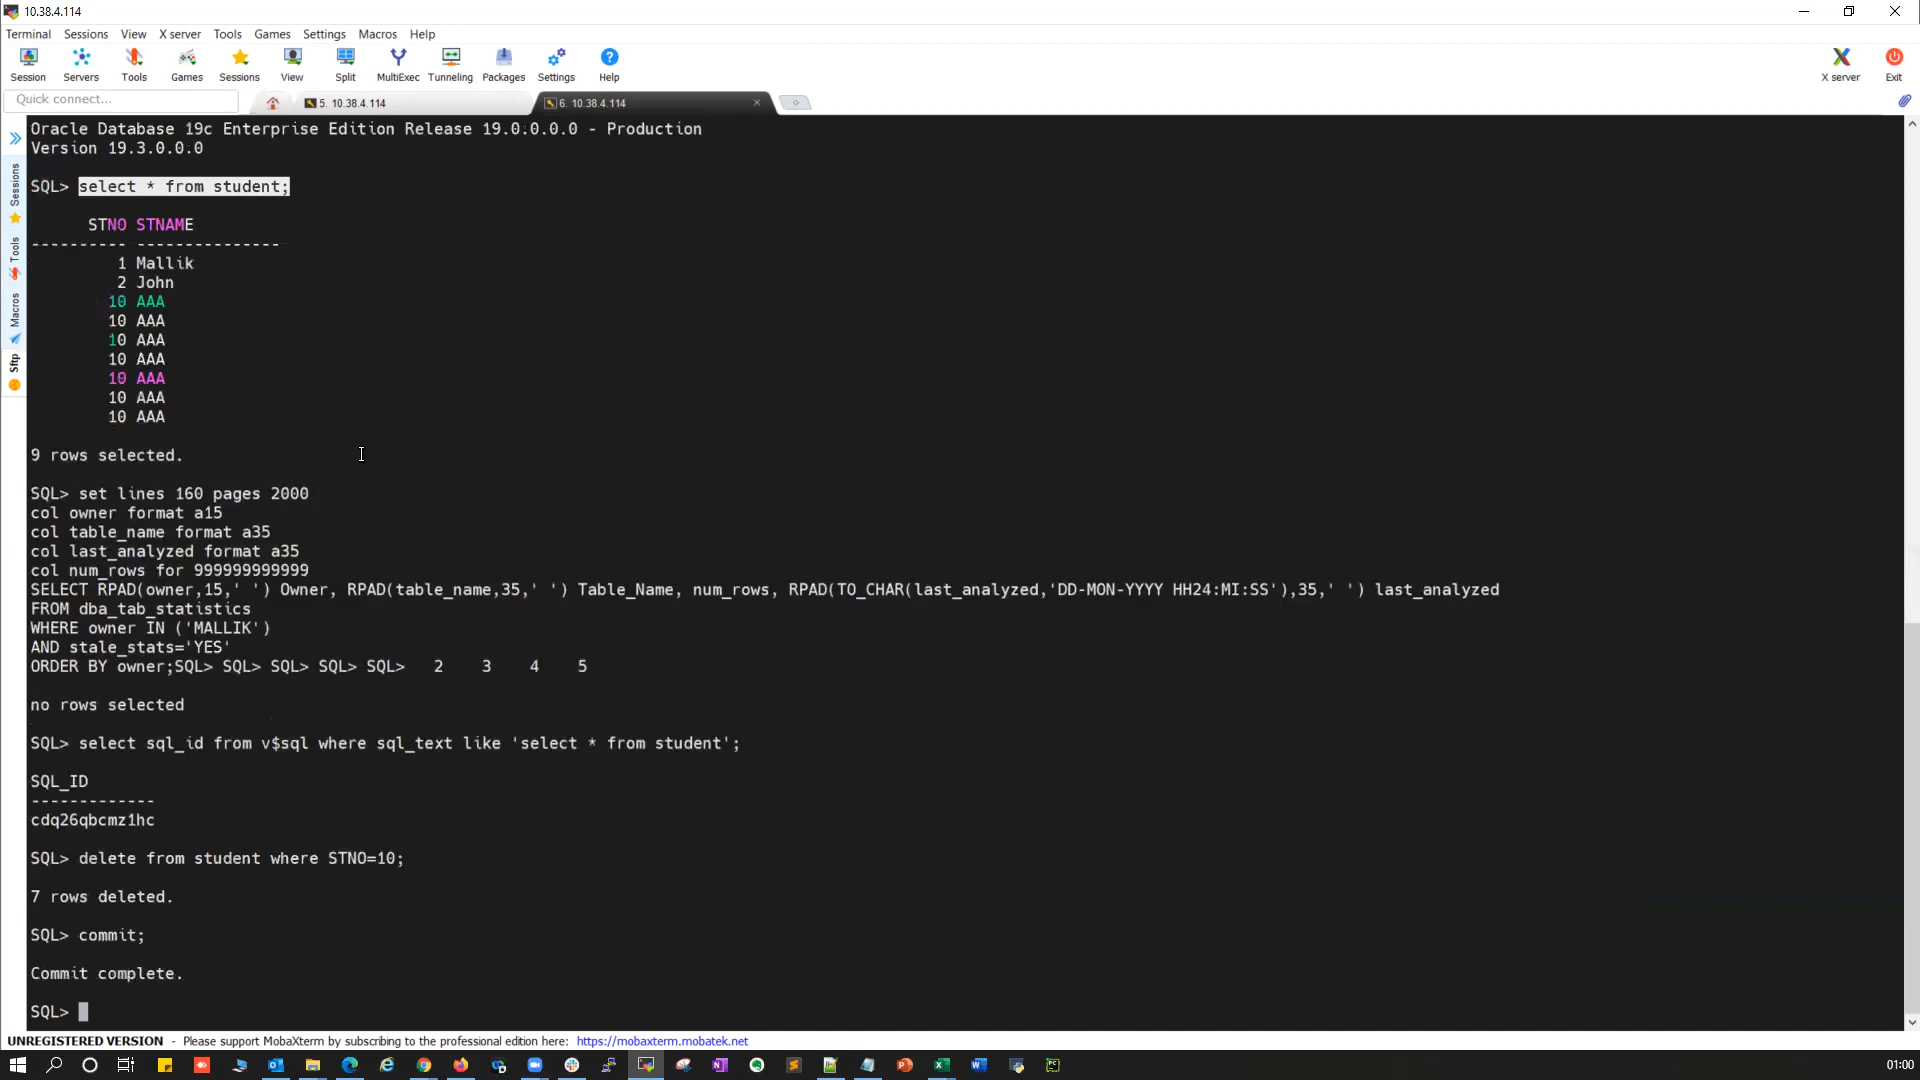 10.38.4.114
Terminal Sessions View X server Tools Games Settings Macros Help
Session Servers Tools Games Sessions View Split MultiExec Tunneling Packages Settings Help X server Exit
Quick connect... 5. 10.38.4.114 6. 10.38.4.114
Sessions
Tools
Macros
Sftp
Oracle Database 19c Enterprise Edition Release 19.0.0.0.0 - Production
Version 19.3.0.0.0
SQL> select * from student;
STNO STNAME
---------- ---------------
1 Mallik
2 John
10 AAA
10 AAA
10 AAA
10 AAA
10 AAA
10 AAA
10 AAA
9 rows selected.
SQL> set lines 160 pages 2000
col owner format a15
col table_name format a35
col last_analyzed format a35
col num_rows for 999999999999
SELECT RPAD(owner,15,' ') Owner, RPAD(table_name,35,' ') Table_Name, num_rows, RPAD(TO_CHAR(last_analyzed,'DD-MON-YYYY HH24:MI:SS'),35,' ') last_analyzed
FROM dba_tab_statistics
WHERE owner IN ('MALLIK')
AND stale_stats='YES'
ORDER BY owner;SQL> SQL> SQL> SQL> SQL> 2 3 4 5
no rows selected
SQL> select sql_id from v$sql where sql_text like 'select * from student';
SQL_ID
-------------
cdq26qbcmz1hc
SQL> delete from student where STNO=10;
7 rows deleted.
SQL> commit;
Commit complete.
SQL>
UNREGISTERED VERSION - Please support MobaXterm by subscribing to the professional edition here: https://mobaxterm.mobatek.net
01:00